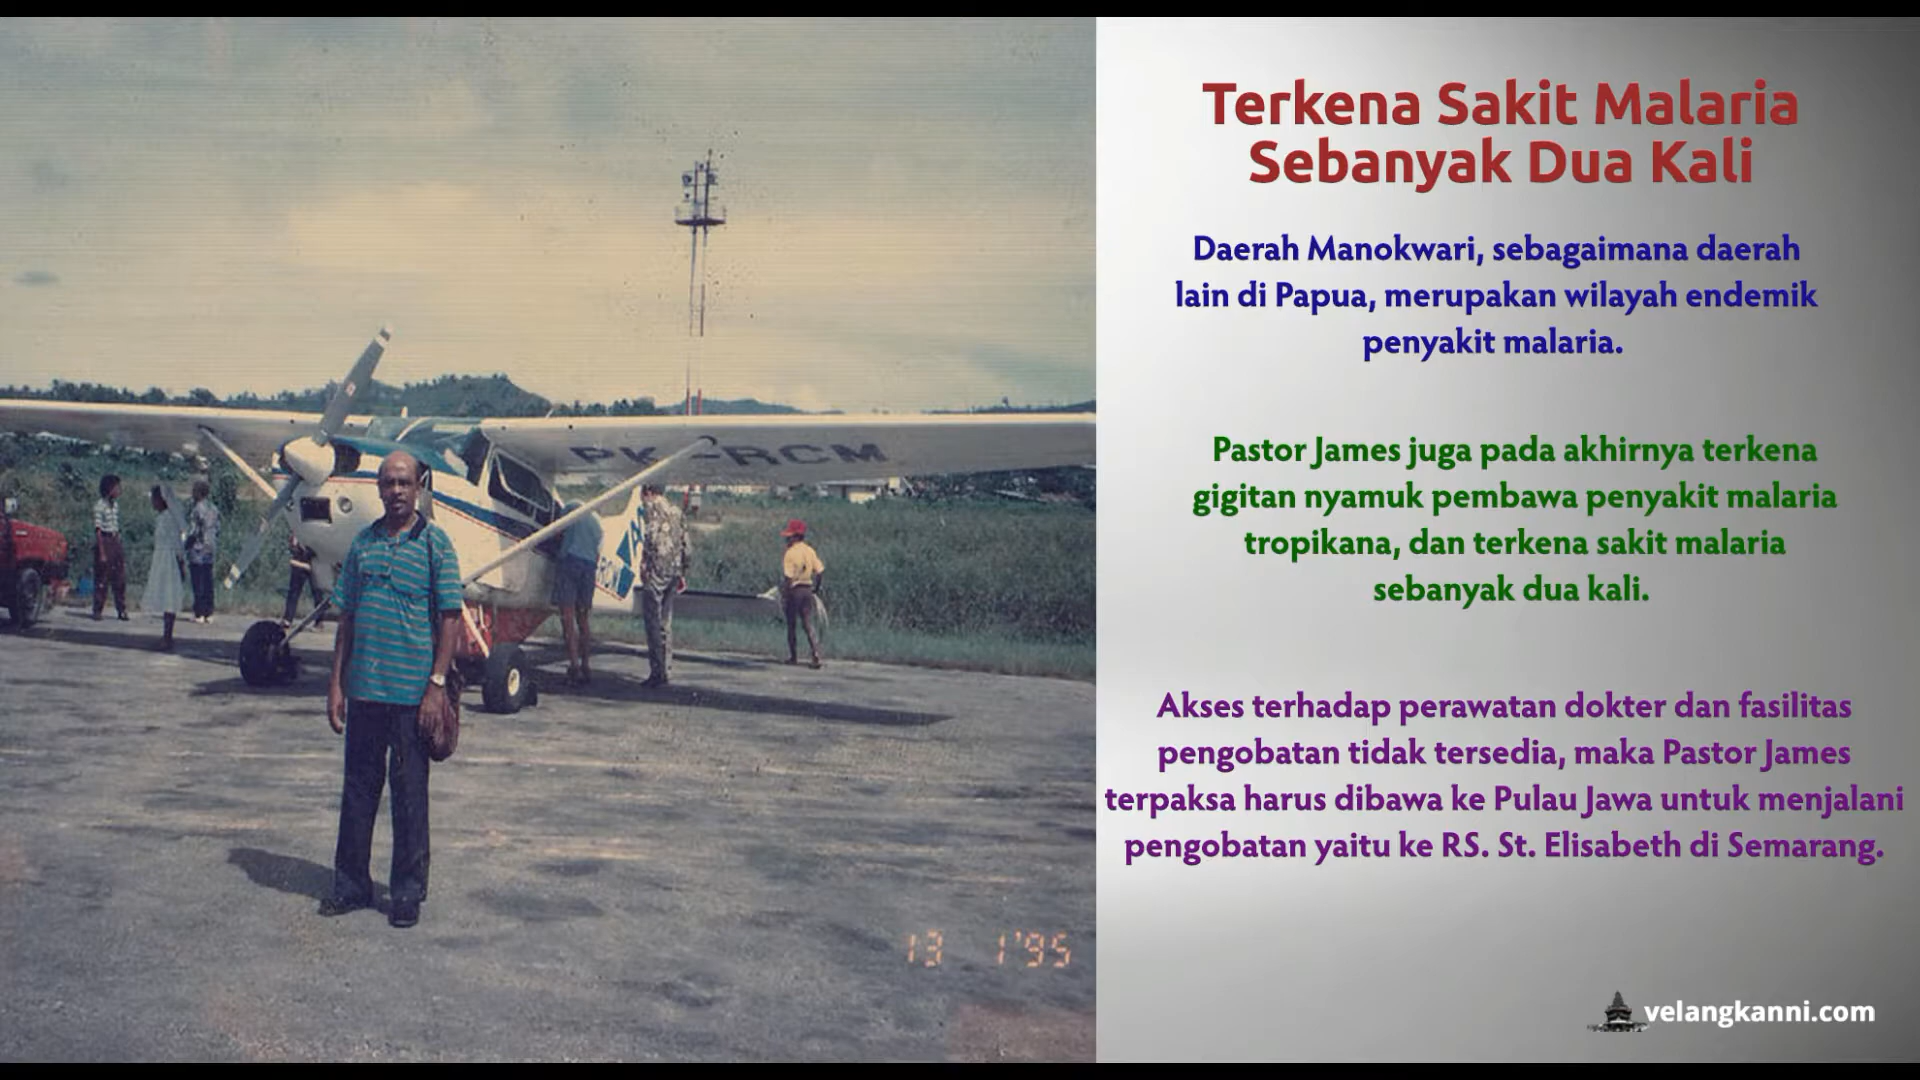 Terkena Sakit Malaria
Sebanyak Dua Kali
Daerah Manokwari, sebagaimana daerah
lain di Papua, merupakan wilayah endemik
penyakit malaria.
Pastor James juga pada akhirnya terkena
gigitan nyamuk pembawa penyakit malaria
tropikana, dan terkena sakit malaria
sebanyak dua kali.
Akses terhadap perawatan dokter dan fasilitas
pengobatan tidak tersedia, maka Pastor James
terpaksa harus dibawa ke Pulau Jawa untuk menjalani
pengobatan yaitu ke RS. St. Elisabeth di Semarang.
velangkanni.com
PK-RCM
13 1'95